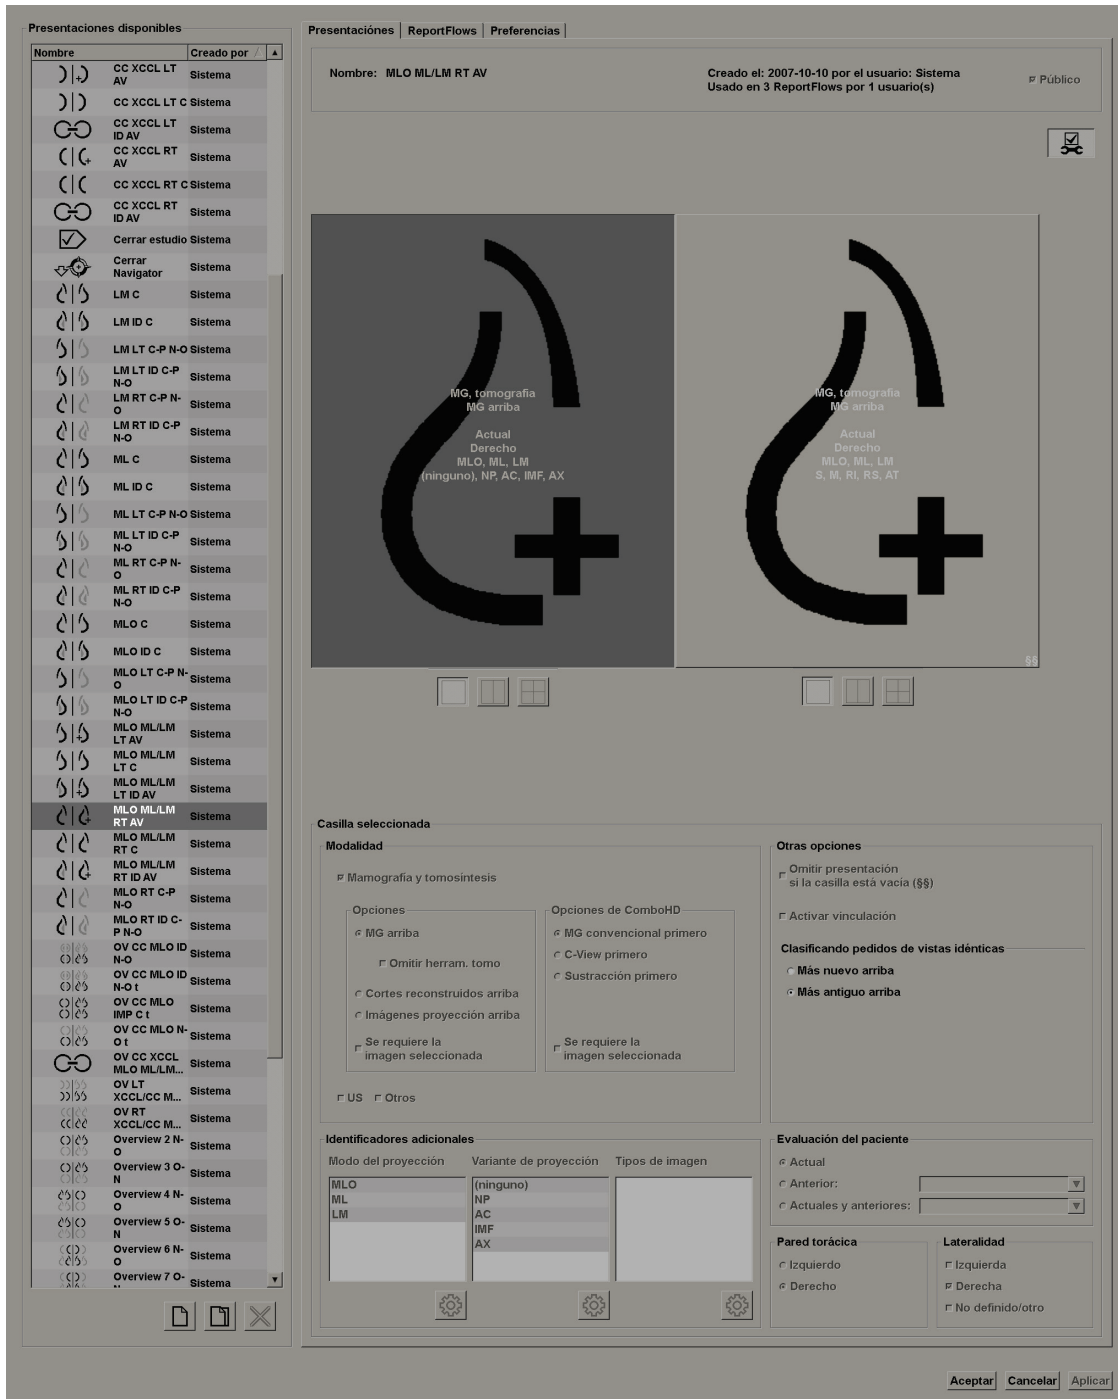 Presentaciones disponibles
Nombre Creado por
CC XCCL LT
AV
Sistema
CC XCCL LT C Sistema
CC XCCL LT
ID AV
Sistema
CC XCCL RT
AV
Sistema
CC XCCL RT C Sistema
CC XCCL RT
ID AV
Sistema
Cerrar estudio Sistema
Cerrar
Navigator
Sistema
LM C Sistema
LM ID C Sistema
LM LT C-P N-O Sistema
LM LT ID C-P
N-O
Sistema
LM RT C-P N-
O
Sistema
LM RT ID C-P
N-O
Sistema
ML C Sistema
ML ID C Sistema
ML LT C-P N-O Sistema
ML LT ID C-P
N-O
Sistema
ML RT C-P N-
O
Sistema
ML RT ID C-P
N-O
Sistema
MLO C Sistema
MLO ID C Sistema
MLO LT C-P N-
O
Sistema
MLO LT ID C-P
N-O
Sistema
MLO ML/LM
LT AV
Sistema
MLO ML/LM
LT C
Sistema
MLO ML/LM
LT ID AV
Sistema
MLO ML/LM
RT AV
Sistema
MLO ML/LM
RT C
Sistema
MLO ML/LM
RT ID AV
Sistema
MLO RT C-P
N-O
Sistema
MLO RT ID C-
P N-O
Sistema
OV CC MLO ID
N-O
Sistema
OV CC MLO ID
N-O t
Sistema
OV CC MLO
IMP C t
Sistema
OV CC MLO N-
O t
Sistema
OV CC XCCL
MLO ML/LM...
Sistema
OV LT
XCCL/CC M...
Sistema
OV RT
XCCL/CC M...
Sistema
Overview 2 N-
O
Sistema
Overview 3 O-
N
Sistema
Overview 4 N-
O
Sistema
Overview 5 O-
N
Sistema
Overview 6 N-
O
Sistema
Overview 7 O-
N
Sistema
Presentaciónes ReportFlows Preferencias
Nombre: MLO ML/LM RT AV
Creado el: 2007-10-10 por el usuario: Sistema
Usado en 3 ReportFlows por 1 usuario(s)
Público
MG, tomografia
MG arriba
Actual
Derecho
MLO, ML, LM
(ninguno), NP, AC, IMF, AX
MG, tomografia
MG arriba
Actual
Derecho
MLO, ML, LM
S, M, RI, RS, AT
§§
Casilla seleccionada
Modalidad
Mamografia y tomosintesis
Opciones
MG arriba
Omitir herram. tomo
Cortes reconstruidos arriba
Imágenes proyección arriba
Se requiere la
imagen seleccionada
Opciones de ComboHD
MG convencional primero
C-View primero
Sustracción primero
Se requiere la
imagen seleccionada
US Otros
Otras opciones
Omitir presentación
si la casilla está vacía (§§)
Activar vinculación
Clasificando pedidos de vistas idénticas
Más nuevo arriba
Más antiguo arriba
Identificadores adicionales
Modo del proyección Variante de proyección Tipos de imagen
MLO
ML
LM
(ninguno)
NP
AC
IMF
AX
Evaluación del paciente
Actual
Anterior:
Actuales y anteriores:
Pared torácica
Izquierdo
Derecho
Lateralidad
Izquierda
Derecha
No definido/otro
Aceptar Cancelar Aplicar